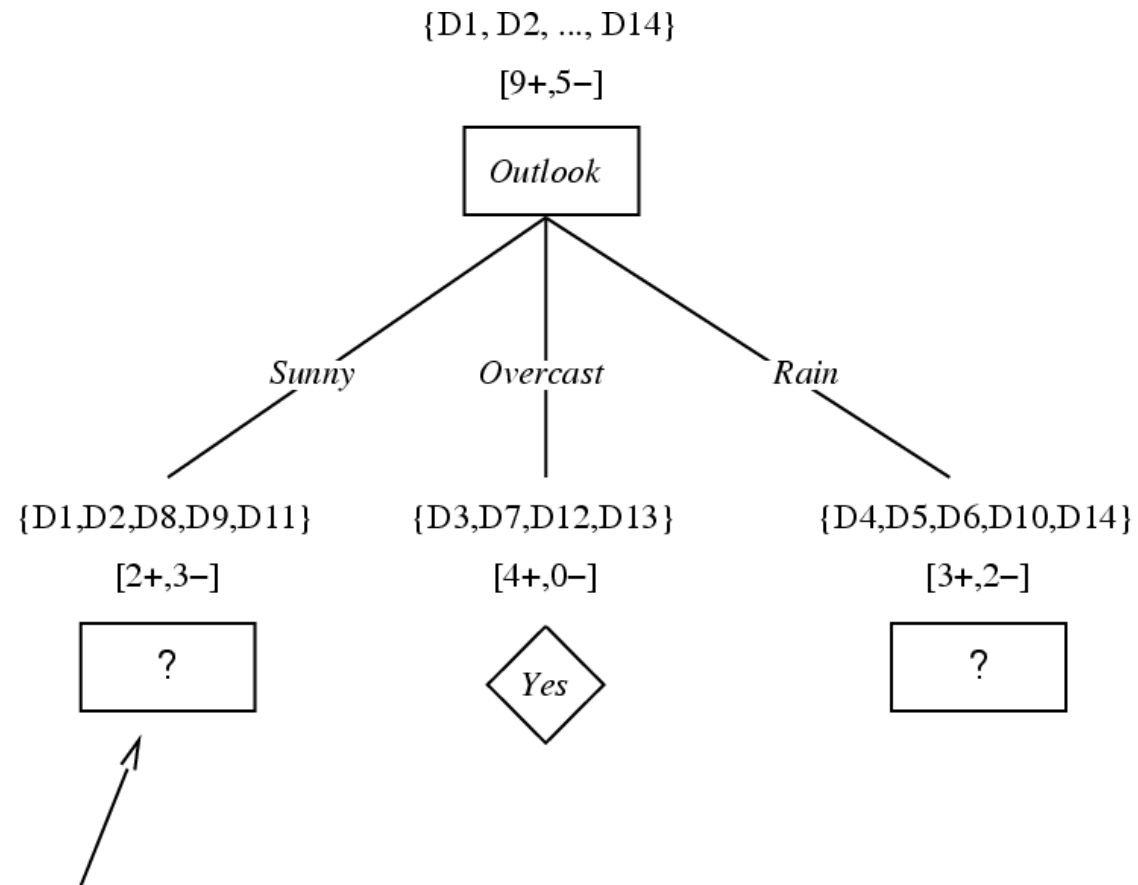 {D1, D2, ..., D14}
[9+,5−]
Outlook
Sunny Overcast Rain
{D1,D2,D8,D9,D11} {D3,D7,D12,D13} {D4,D5,D6,D10,D14}
[2+,3−] [4+,0−] [3+,2−]
? Yes ?